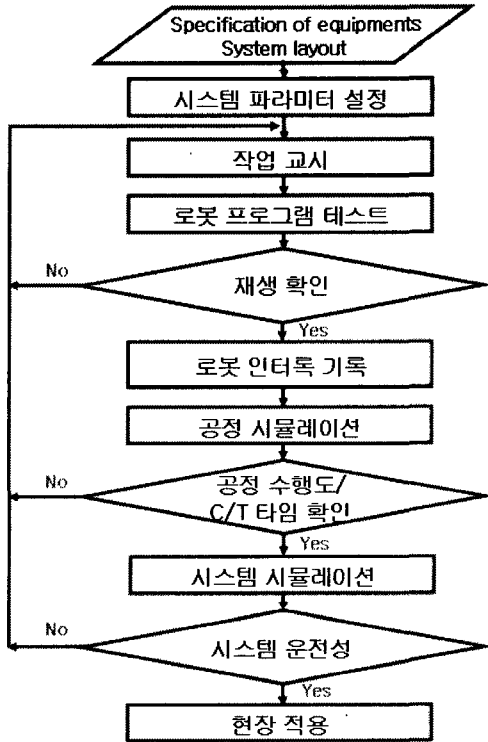 Specification of equipments
System layout
시스템 파라미터 설정
작업 교시
로봇 프로그램 테스트
No
재생 확인
Yes
로봇 인터록 기록
공정 시뮬레이션
No
공정 수행도/
C/T 타임 확인
Yes
시스템 시뮬레이션
No
시스템 운전성
Yes
현장 적용